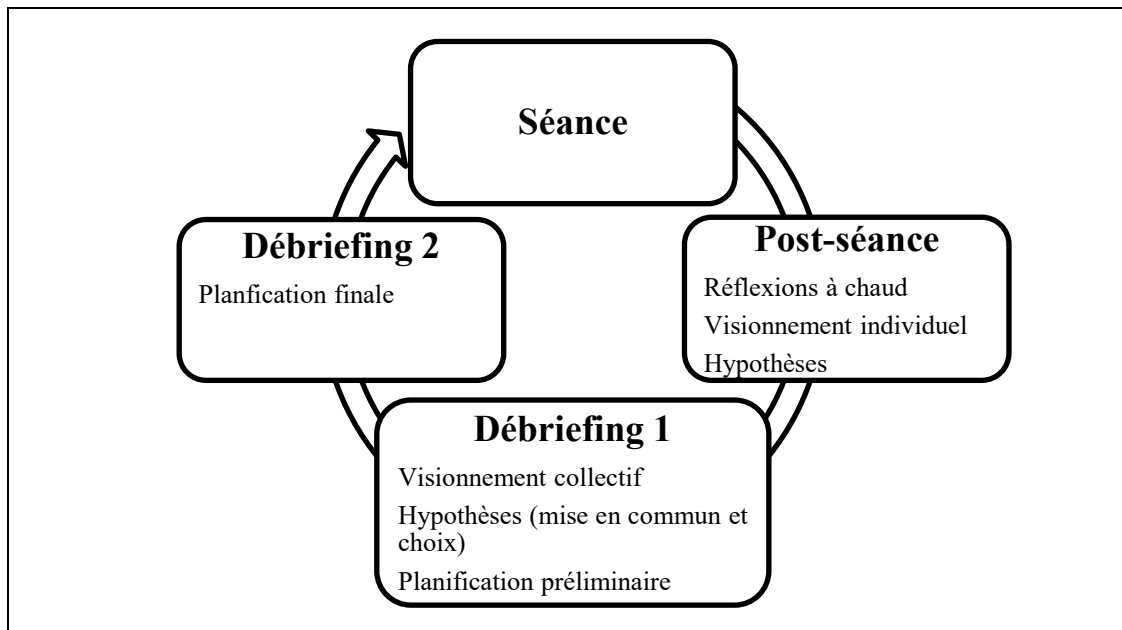 Séance
Post-séance
Réflexions à chaud
Visionnement individuel
Hypothèses
Débriefing 1
Visionnement collectif
Hypothèses (mise en commun et
choix)
Planification préliminaire
Débriefing 2
Planfication finale